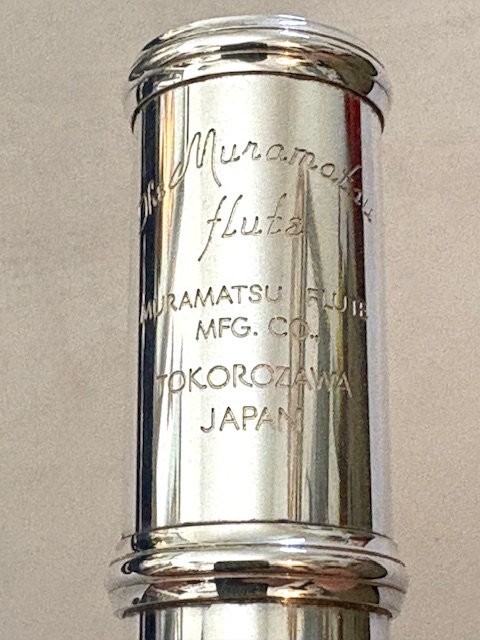 The Muramatsu
flute
MURAMATSU FLUTE
MFG. CO.,
TOKOROZAWA
JAPAN